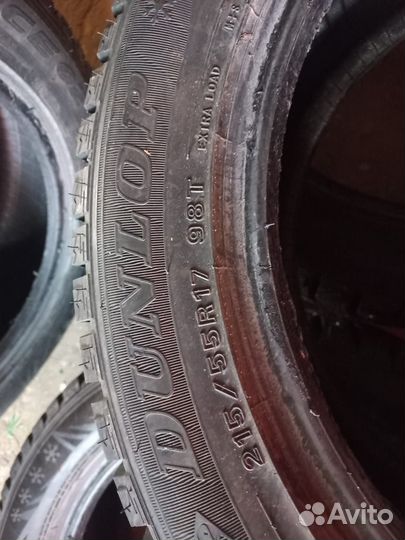 DUNLOP
215/55R17 98T
EXTRA LOAD
M+S
Avito